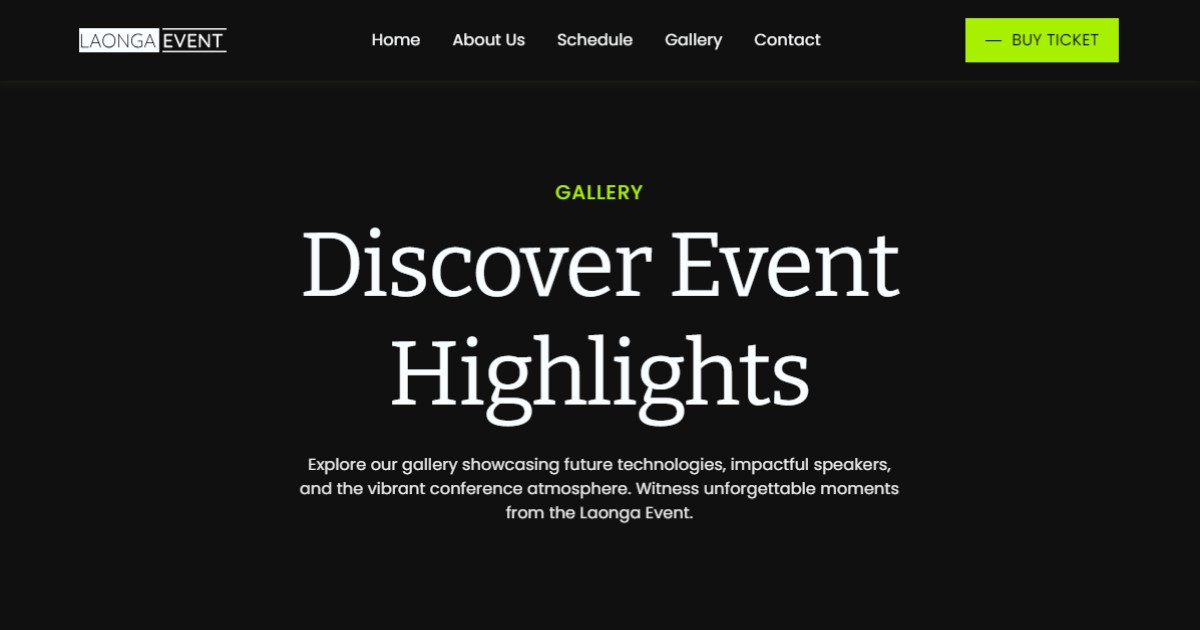 LAONGA EVENT
Home
About Us
Schedule
Gallery
Contact
— BUY TICKET
GALLERY
Discover Event
Highlights
Explore our gallery showcasing future technologies, impactful speakers,
and the vibrant conference atmosphere. Witness unforgettable moments
from the Laonga Event.